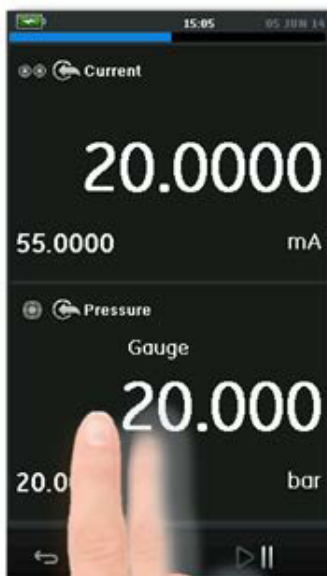 15:05 05 JUN 14
Current
20.0000
55.0000 mA
Pressure
Gauge
20.000
bar